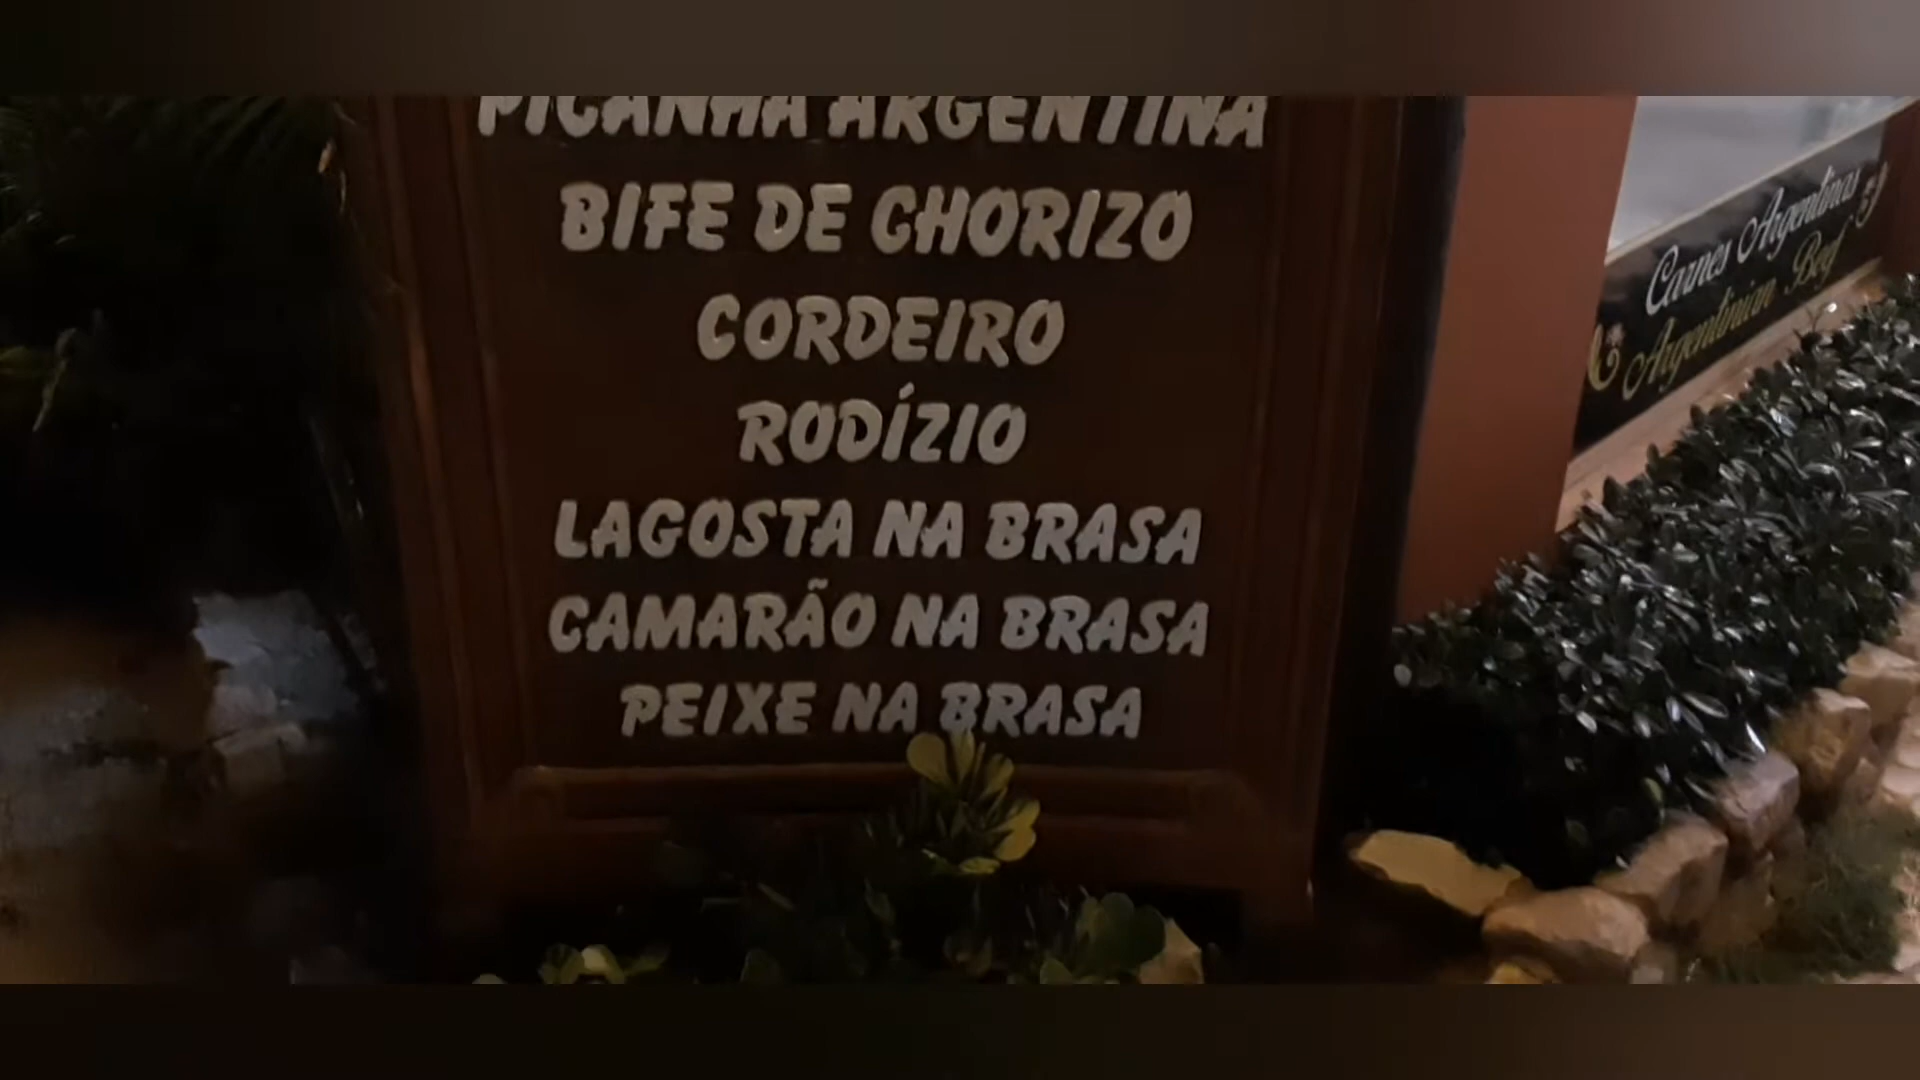 PICANHA ARGENTINA
BIFE DE CHORIZO
CORDEIRO
RODÍZIO
LAGOSTA NA BRASA
CAMARÃO NA BRASA
PEIXE NA BRASA
Carnes Argentinas
Argentinian Beef